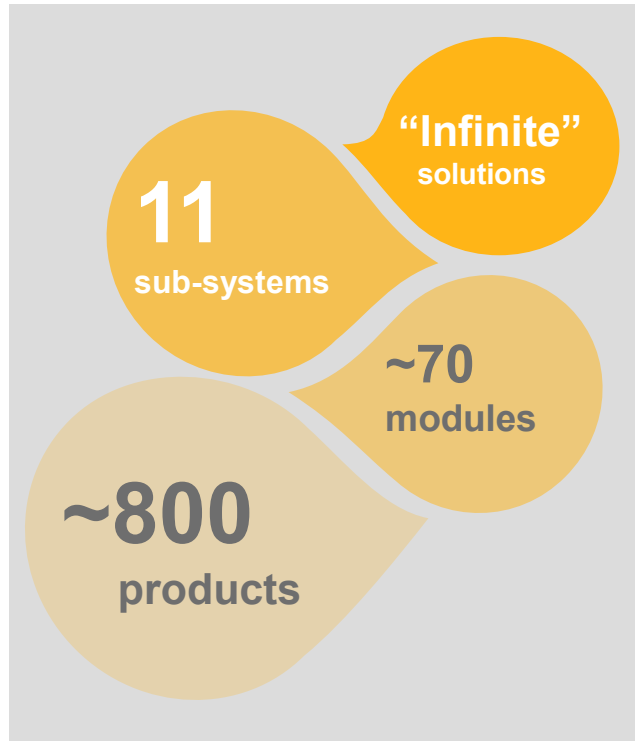 “Infinite”
solutions
11
sub-systems
~70
modules
~800
products